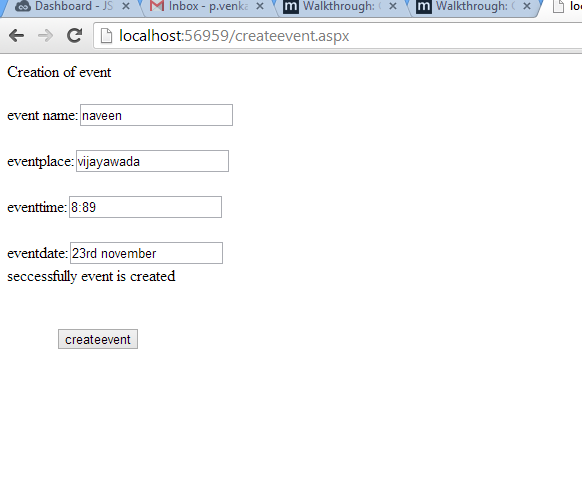 Dashboard - JS
Inbox - p.venka
Walkthrough:
Walkthrough:
lo
localhost:56959/createevent.aspx
Creation of event
event name: naveen
eventplace: vijayawada
eventtime: 8:89
eventdate: 23rd november
seccessfully event is created
createevent